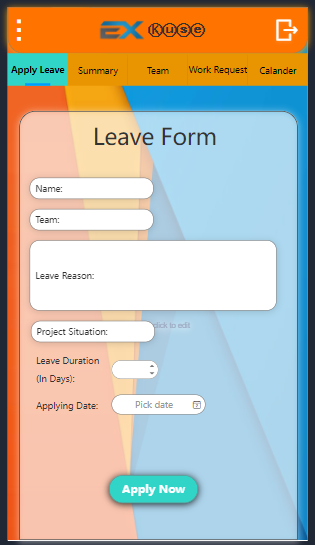 EX Kuse
Apply Leave Summary Team Work Request Calander
Leave Form
Name:
Team:
Leave Reason:
click to edit
Project Situation:
Leave Duration
(In Days):
Applying Date: Pick date
Apply Now